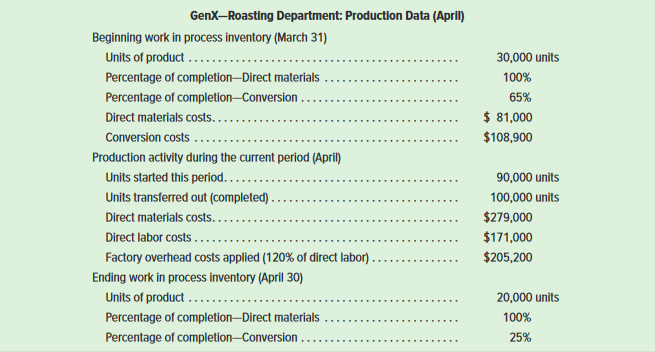 GenX—Roasting Department: Production Data (April)
Beginning work in process inventory (March 31)
Units of product . . . . . . . . . . . . . . . . . . . . . . . . . . . . . . . . . . . . . . . . . . . . . 30,000 units
Percentage of completion—Direct materials . . . . . . . . . . . . . . . . . . . . . . 100%
Percentage of completion—Conversion . . . . . . . . . . . . . . . . . . . . . . . . . . 65%
Direct materials costs. . . . . . . . . . . . . . . . . . . . . . . . . . . . . . . . . . . . . . . . . $ 81,000
Conversion costs . . . . . . . . . . . . . . . . . . . . . . . . . . . . . . . . . . . . . . . . . . . . $108,900
Production activity during the current period (April)
Units started this period. . . . . . . . . . . . . . . . . . . . . . . . . . . . . . . . . . . . . . . 90,000 units
Units transferred out (completed) . . . . . . . . . . . . . . . . . . . . . . . . . . . . . . . 100,000 units
Direct materials costs. . . . . . . . . . . . . . . . . . . . . . . . . . . . . . . . . . . . . . . . . $279,000
Direct labor costs . . . . . . . . . . . . . . . . . . . . . . . . . . . . . . . . . . . . . . . . . . . . $171,000
Factory overhead costs applied (120% of direct labor) . . . . . . . . . . . . . . $205,200
Ending work in process inventory (April 30)
Units of product . . . . . . . . . . . . . . . . . . . . . . . . . . . . . . . . . . . . . . . . . . . . . 20,000 units
Percentage of completion—Direct materials . . . . . . . . . . . . . . . . . . . . . . 100%
Percentage of completion—Conversion . . . . . . . . . . . . . . . . . . . . . . . . . . 25%